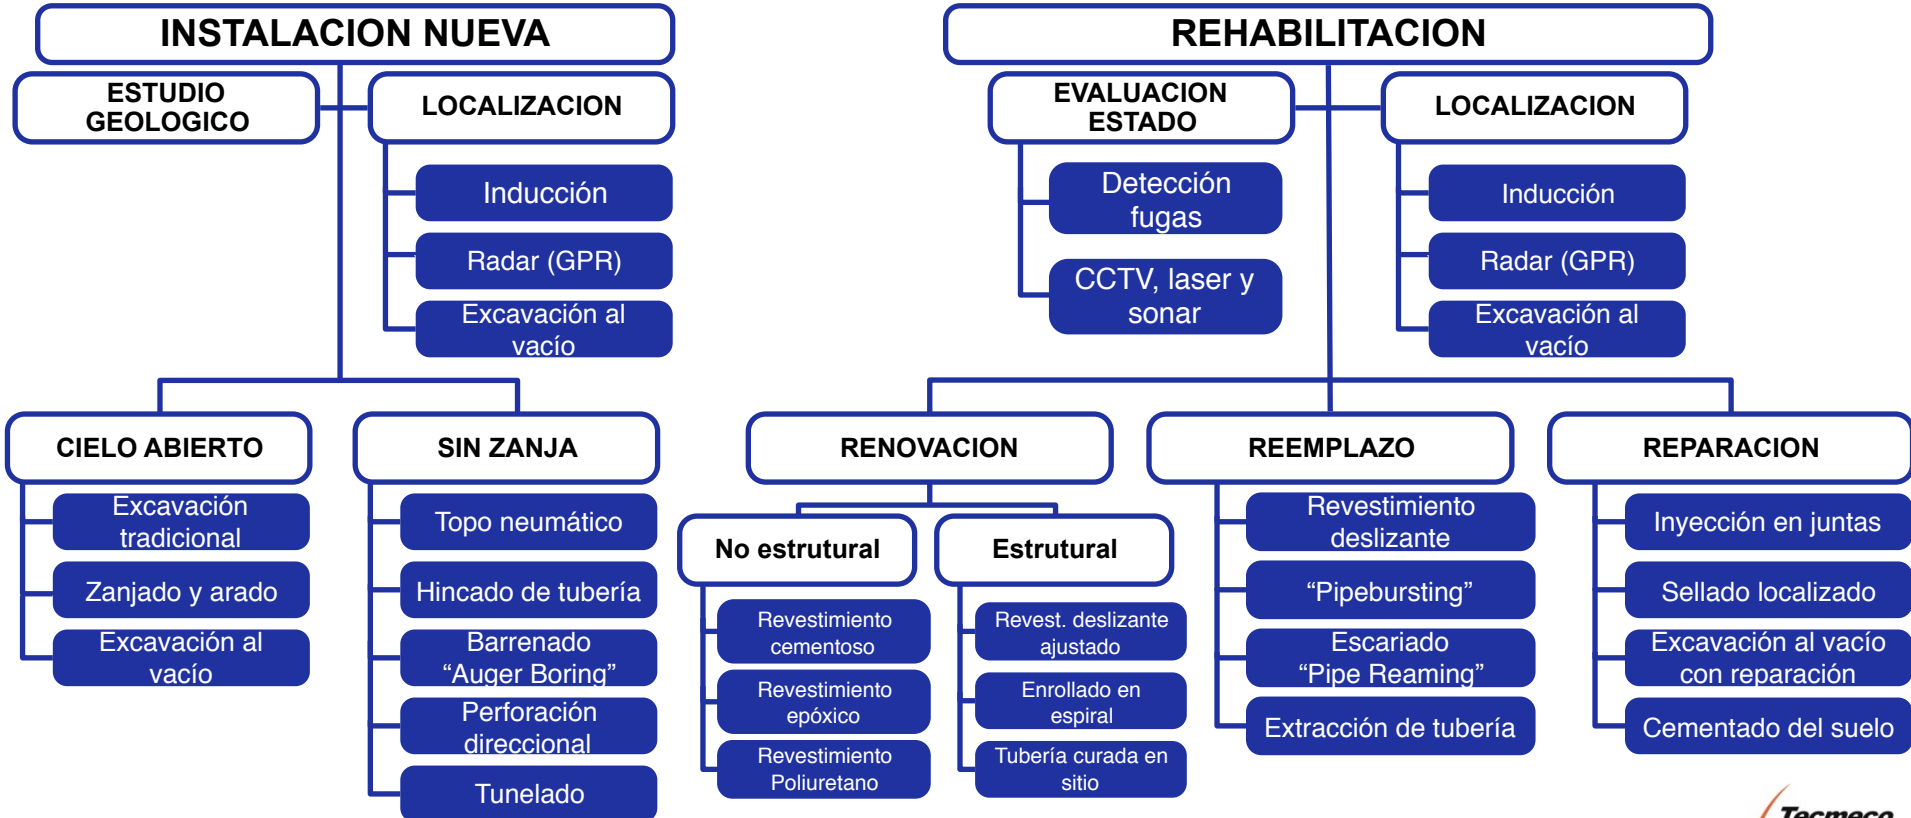 INSTALACION NUEVA
ESTUDIO
GEOLOGICO
LOCALIZACION
Inducción
Radar (GPR)
Excavación al
vacío
CIELO ABIERTO
Excavación
tradicional
Zanjado y arado
Excavación al
vacío
SIN ZANJA
Topo neumático
Hincado de tubería
Barrenado
“Auger Boring”
Perforación
direccional
Tunelado
REHABILITACION
EVALUACION
ESTADO
Detección
fugas
CCTV, laser y
sonar
LOCALIZACION
Inducción
Radar (GPR)
Excavación al
vacío
RENOVACION
No estrutural
Revestimiento
cementoso
Revestimiento
epóxico
Revestimiento
Poliuretano
Estrutural
Revest. deslizante
ajustado
Enrollado en
espiral
Tubería curada en
sitio
REEMPLAZO
Revestimiento
deslizante
“Pipebursting”
Escariado
“Pipe Reaming”
Extracción de tubería
REPARACION
Inyección en juntas
Sellado localizado
Excavación al vacío
con reparación
Cementado del suelo
Tecmeco